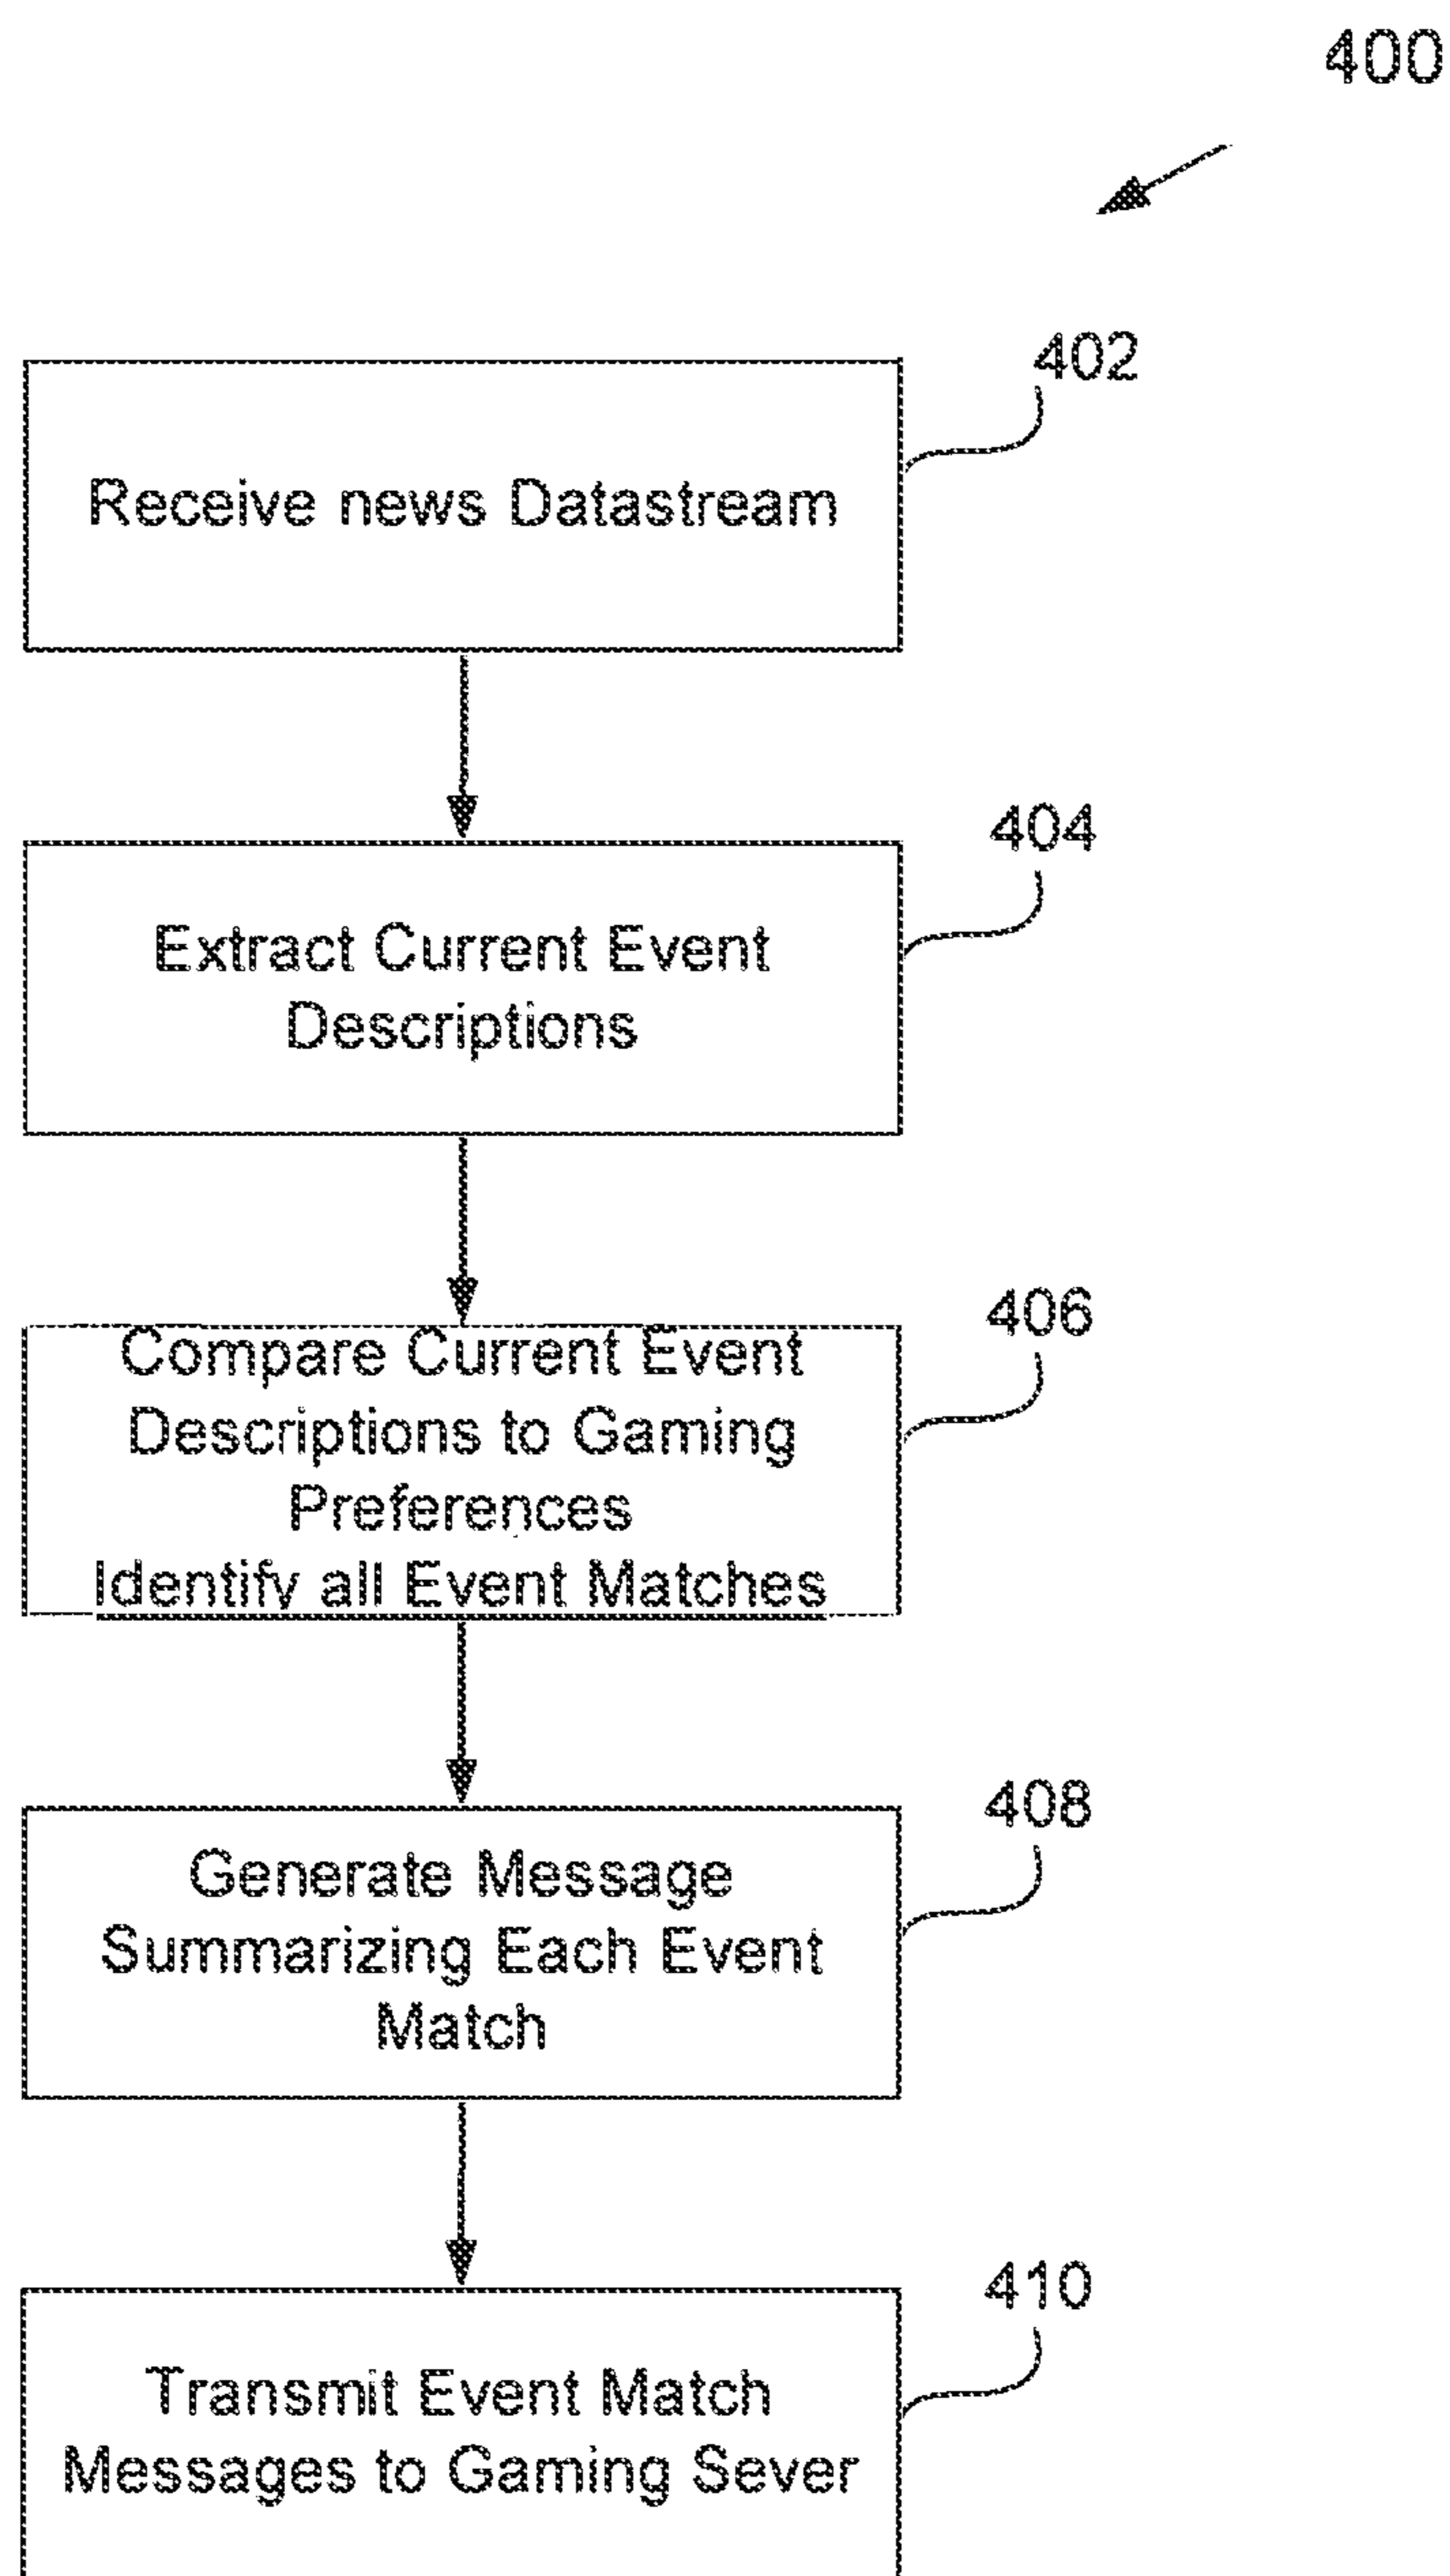 400
402
Receive news Datastream
404
Extract Current Event
Descriptions
406
Compare Current Event
Descriptions to Gaming
Preferences
Identify all Event Matches
408
Generate Message
Summarizing Each Event
Match
410
Transmit Event Match
Messages to Gaming Sever